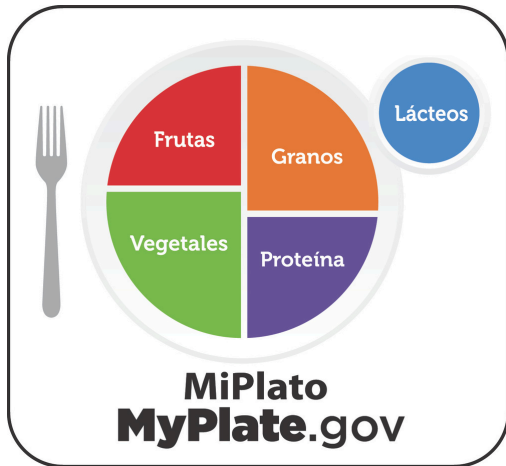 Frutas
Granos
Lácteos
Vegetales
Proteína
MiPlato
MyPlate.gov